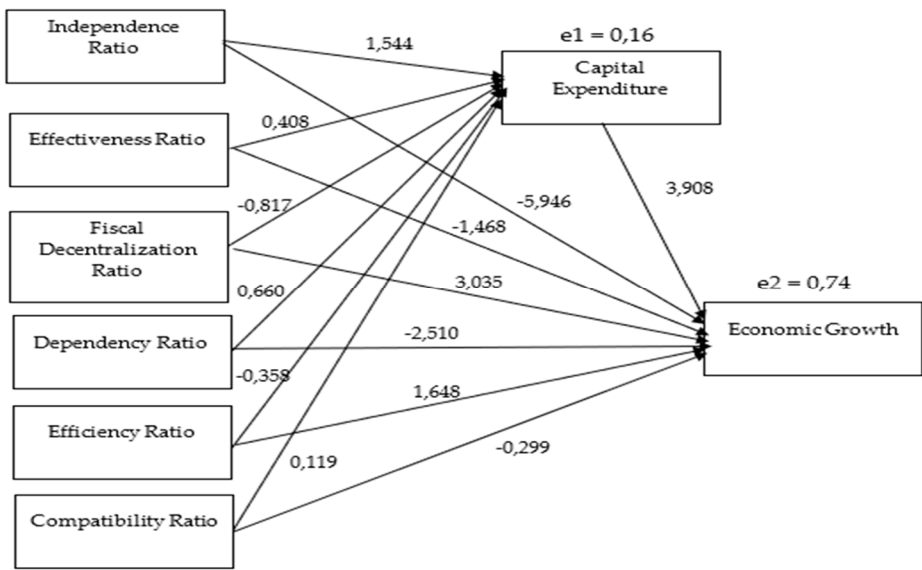 Independence
Ratio
1,544
e1 = 0,16
Capital
Expenditure
Effectiveness Ratio
0,408
-0,817
-5,946
3,908
-1,468
Fiscal
Decentralization
Ratio
0,660
3,035
e2 = 0,74
Economic Growth
Dependency Ratio
-2,510
-0,358
1,648
Efficiency Ratio
0,119
-0,299
Compatibility Ratio